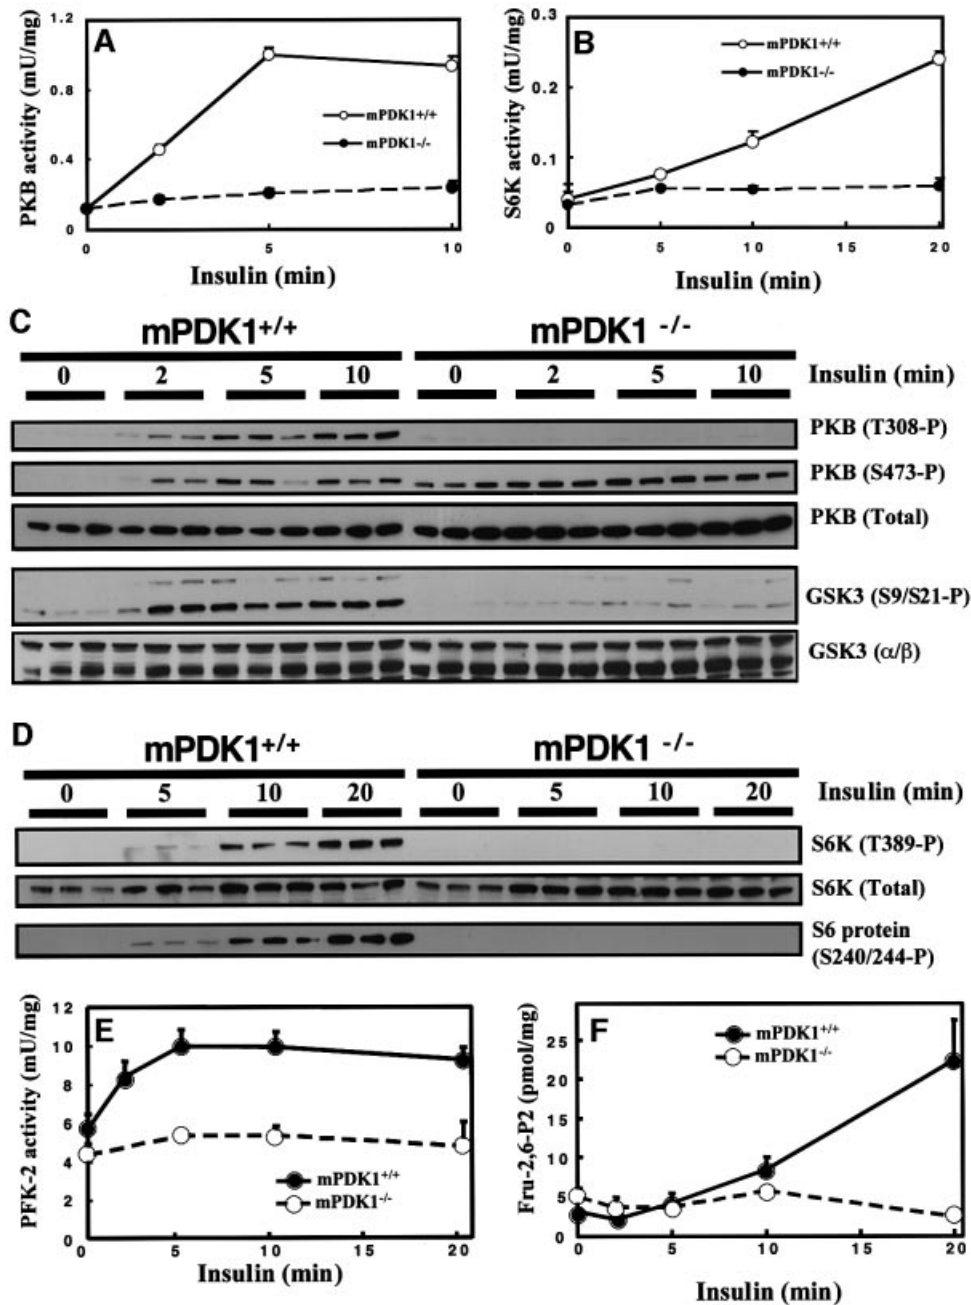 A
PKB activity (mU/mg)
1.2
0.8
0.4
0
mPDK1+/+
mPDK1-/-
0 5 10
Insulin (min)
B
S6K activity (mU/mg)
0.3
0.2
0.1
0
mPDK1+/+
mPDK1-/-
0 5 10 15 20
Insulin (min)
C
mPDK1+/+ mPDK1 -/-
0 2 5 10 0 2 5 10 Insulin (min)
PKB (T308-P)
PKB (S473-P)
PKB (Total)
GSK3 (S9/S21-P)
GSK3 (α/β)
D
mPDK1+/+ mPDK1 -/-
0 5 10 20 0 5 10 20 Insulin (min)
S6K (T389-P)
S6K (Total)
S6 protein
(S240/244-P)
E
PFK-2 activity (mU/mg)
12
10
8
6
4
2
0
mPDK1+/+
mPDK1-/-
0 5 10 15 20
Insulin (min)
F
Fru-2,6-P2 (pmol/mg)
25
20
15
10
5
0
mPDK1+/+
mPDK1-/-
0 5 10 15 20
Insulin (min)